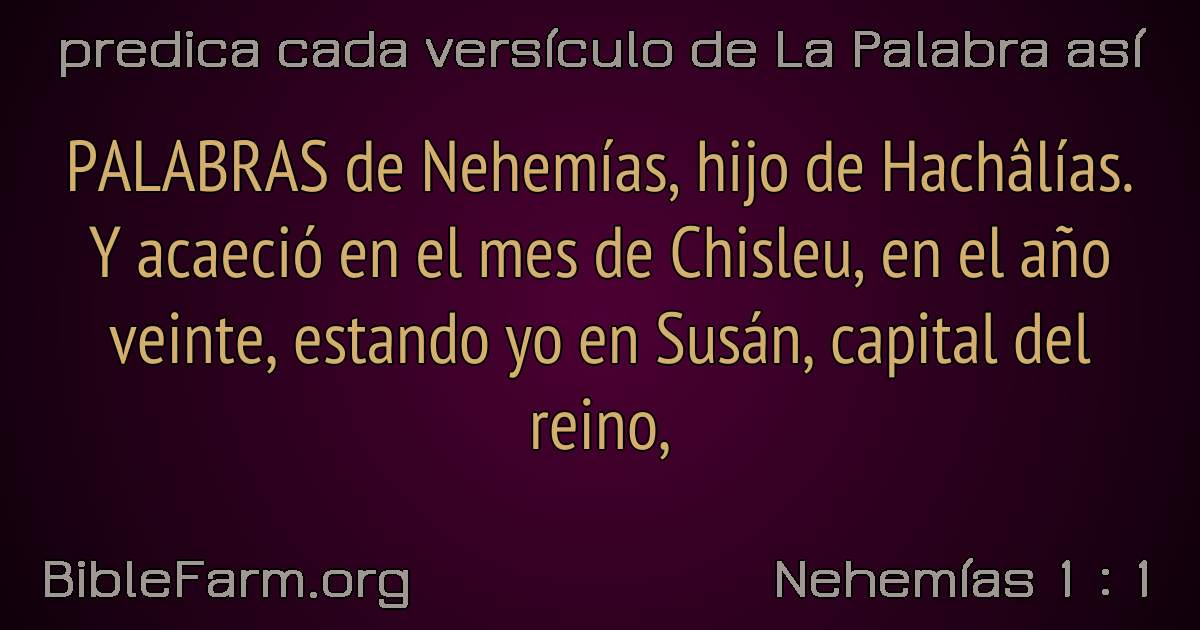 predica cada versículo de La Palabra así
PALABRAS de Nehemías, hijo de Hachâlías.
Y acaeció en el mes de Chisleu, en el año
veinte, estando yo en Susán, capital del
reino,
BibleFarm.org
Nehemías 1 : 1